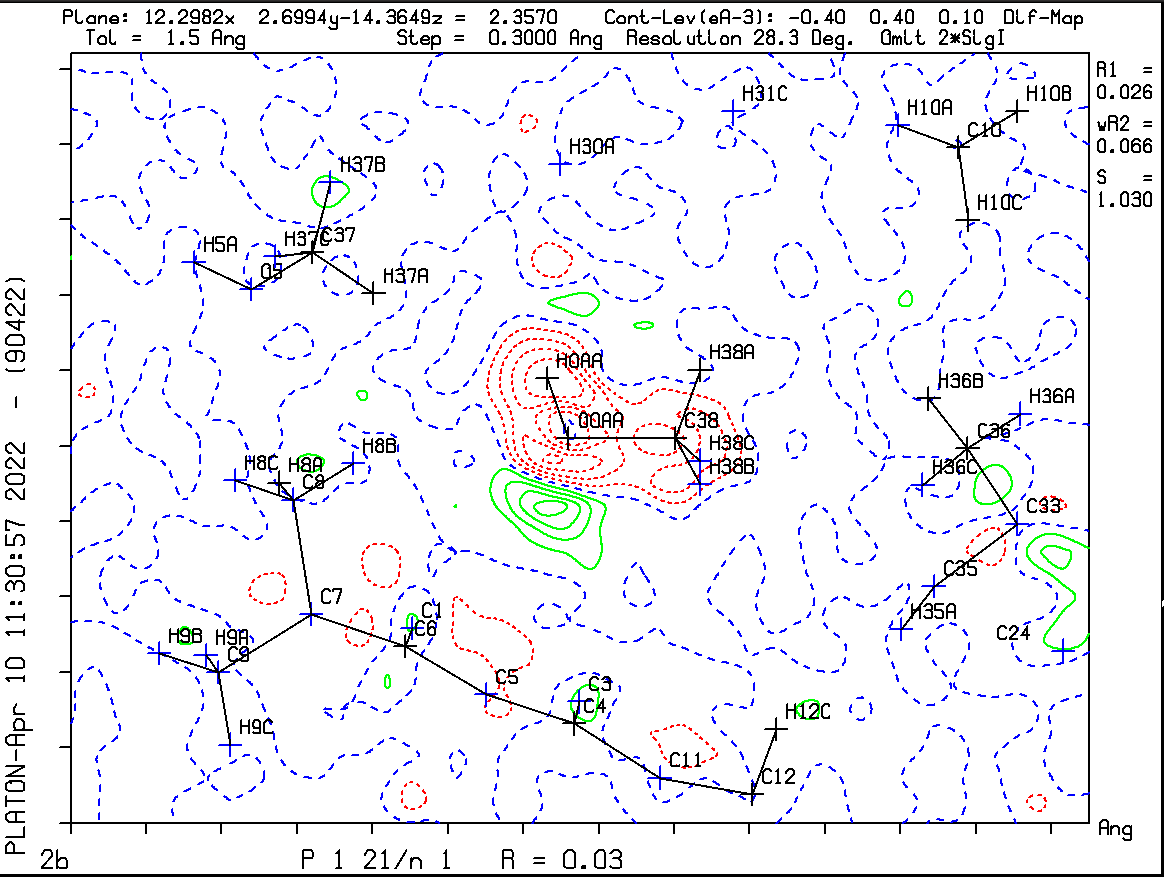 Plane: 12.2982x 2.6994y-14.3649z = 2.3570 Cont-Lev(eA-3): -0.40 0.40 0.10 Dif-Map
Tol = 1.5 Ang Step = 0.3000 Ang Resolution 28.3 Deg. Omit 2*SigI
R1 =
0.026
wR2 =
0.066
S =
1.030
H31C
H10A
H10B
C10
H30A
H37B
H10C
H5A
H37C
C37
O5
H37A
H38A
H0AA
H36B
H36A
O0AA
C38
C36
H38C
H8B
H8C
H8A
C8
H38B
H36C
C33
C35
C7
C1
H35A
C6
H9B
H9A
C9
C24
C5
C3
C4
H12C
H9C
C11
C12
Ang
PLATON-Apr 10 11:30:57 2022 - (90422)
2b P 1 21/n 1 R = 0.03